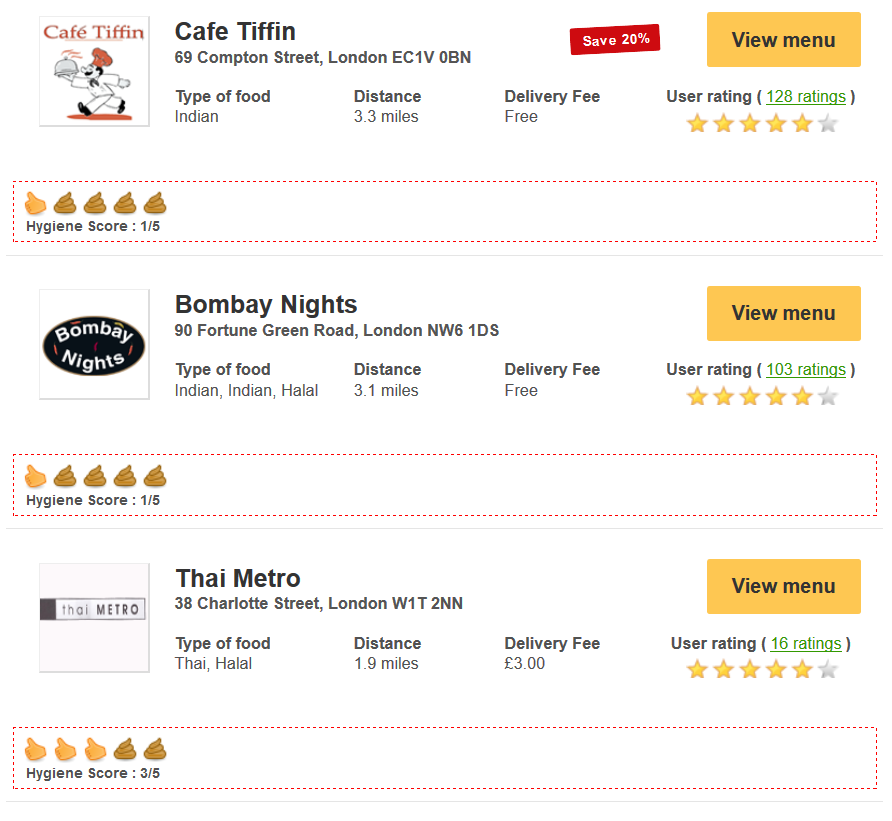 Café Tiffin
Cafe Tiffin
69 Compton Street, London EC1V 0BN
Save 20%
View menu
Type of food
Indian
Distance
3.3 miles
Delivery Fee
Free
User rating ( 128 ratings )
Hygiene Score : 1/5
Bombay
Nights
Bombay Nights
90 Fortune Green Road, London NW6 1DS
View menu
Type of food
Indian, Indian, Halal
Distance
3.1 miles
Delivery Fee
Free
User rating ( 103 ratings )
Hygiene Score : 1/5
thai METRO
Thai Metro
38 Charlotte Street, London W1T 2NN
View menu
Type of food
Thai, Halal
Distance
1.9 miles
Delivery Fee
£3.00
User rating ( 16 ratings )
Hygiene Score : 3/5